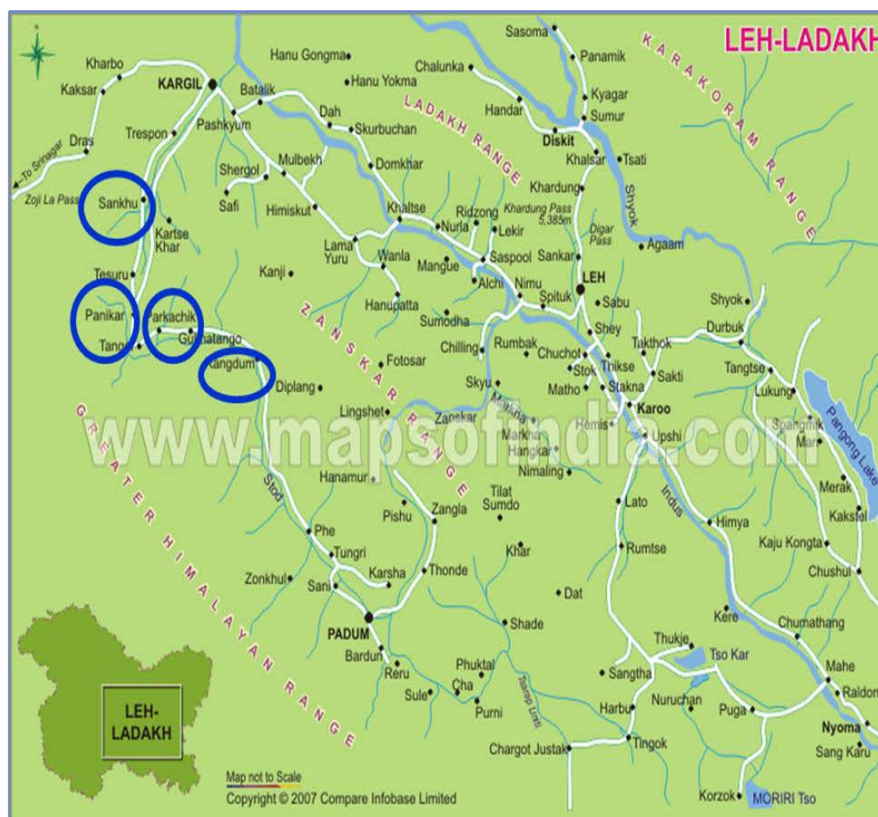 LEH-LADAKH
N
Sasoma
Panamik
Hanu Gongma
Chalunka
KARAKORAM RANGE
Kharbo
KARGIL
Hanu Yokma
Kyagar
Kaksar
Batalik
LADAKH RANGE
Handar
Sumur
Dah
Pashkyum
Skurbuchan
Trespon
Diskit
Dras
Khalsar
Tsati
To Srinagar
Mulbekh
Domkhar
Shergol
Khardung
Shyok
Zoji La Pass
Sankhu
Safi
Himiskut
Khaltse
Ridzong
Khardung Pass
5,385m
Digar
Pass
Kartse
Khar
Nurla
Lekir
Lama
Yuru
Wanla
Mangue
Saspool
Sankar
Agaam
Tesuru
Kanji
Alchi
Nimu
LEH
Hanupatta
Spituk
Sabu
Shyok
Panikar
Parkachik
ZANSKAR RANGE
Sumodha
Shey
Durbuk
Chilling
Rumbak
Chuchot
Takthok
Thikse
Stok
Sakti
Tangtse
Fotosar
Diplang
Skyu
Matho
Stakna
Lukung
Lingshet
Markha
Karoo
Zanskar
Markha
Hemis
Spangmik
Man
Pangong Lake
www.mapsofindia.com
GREATER HIMALAYAN RANGE
Hangkar
Upshi
Nimaling
Hanamur
Merak
Stod
Tilat
Sumdo
Pishu
Zangla
Lato
Indus
Himya
Kakstet
Phe
Khar
Rumtse
Kaju Kongta
Tungri
Chushul
Zonkhul
Sani
Karsha
Thonde
Dat
PADUM
Shade
Kere
Chumathang
Thukje
Bardun
Tso Kar
Reru
Phuktal
Sangtha
Mahe
Cha
Sule
Purni
Harbu
Nuruchan
Puga
Raldon
Nyoma
LEH-
LADAKH
Chargot Justak
Tingok
Sang Karu
Map not to Scale
Copyright © 2007 Compare Infobase Limited
Korzok
MORIRI Tso